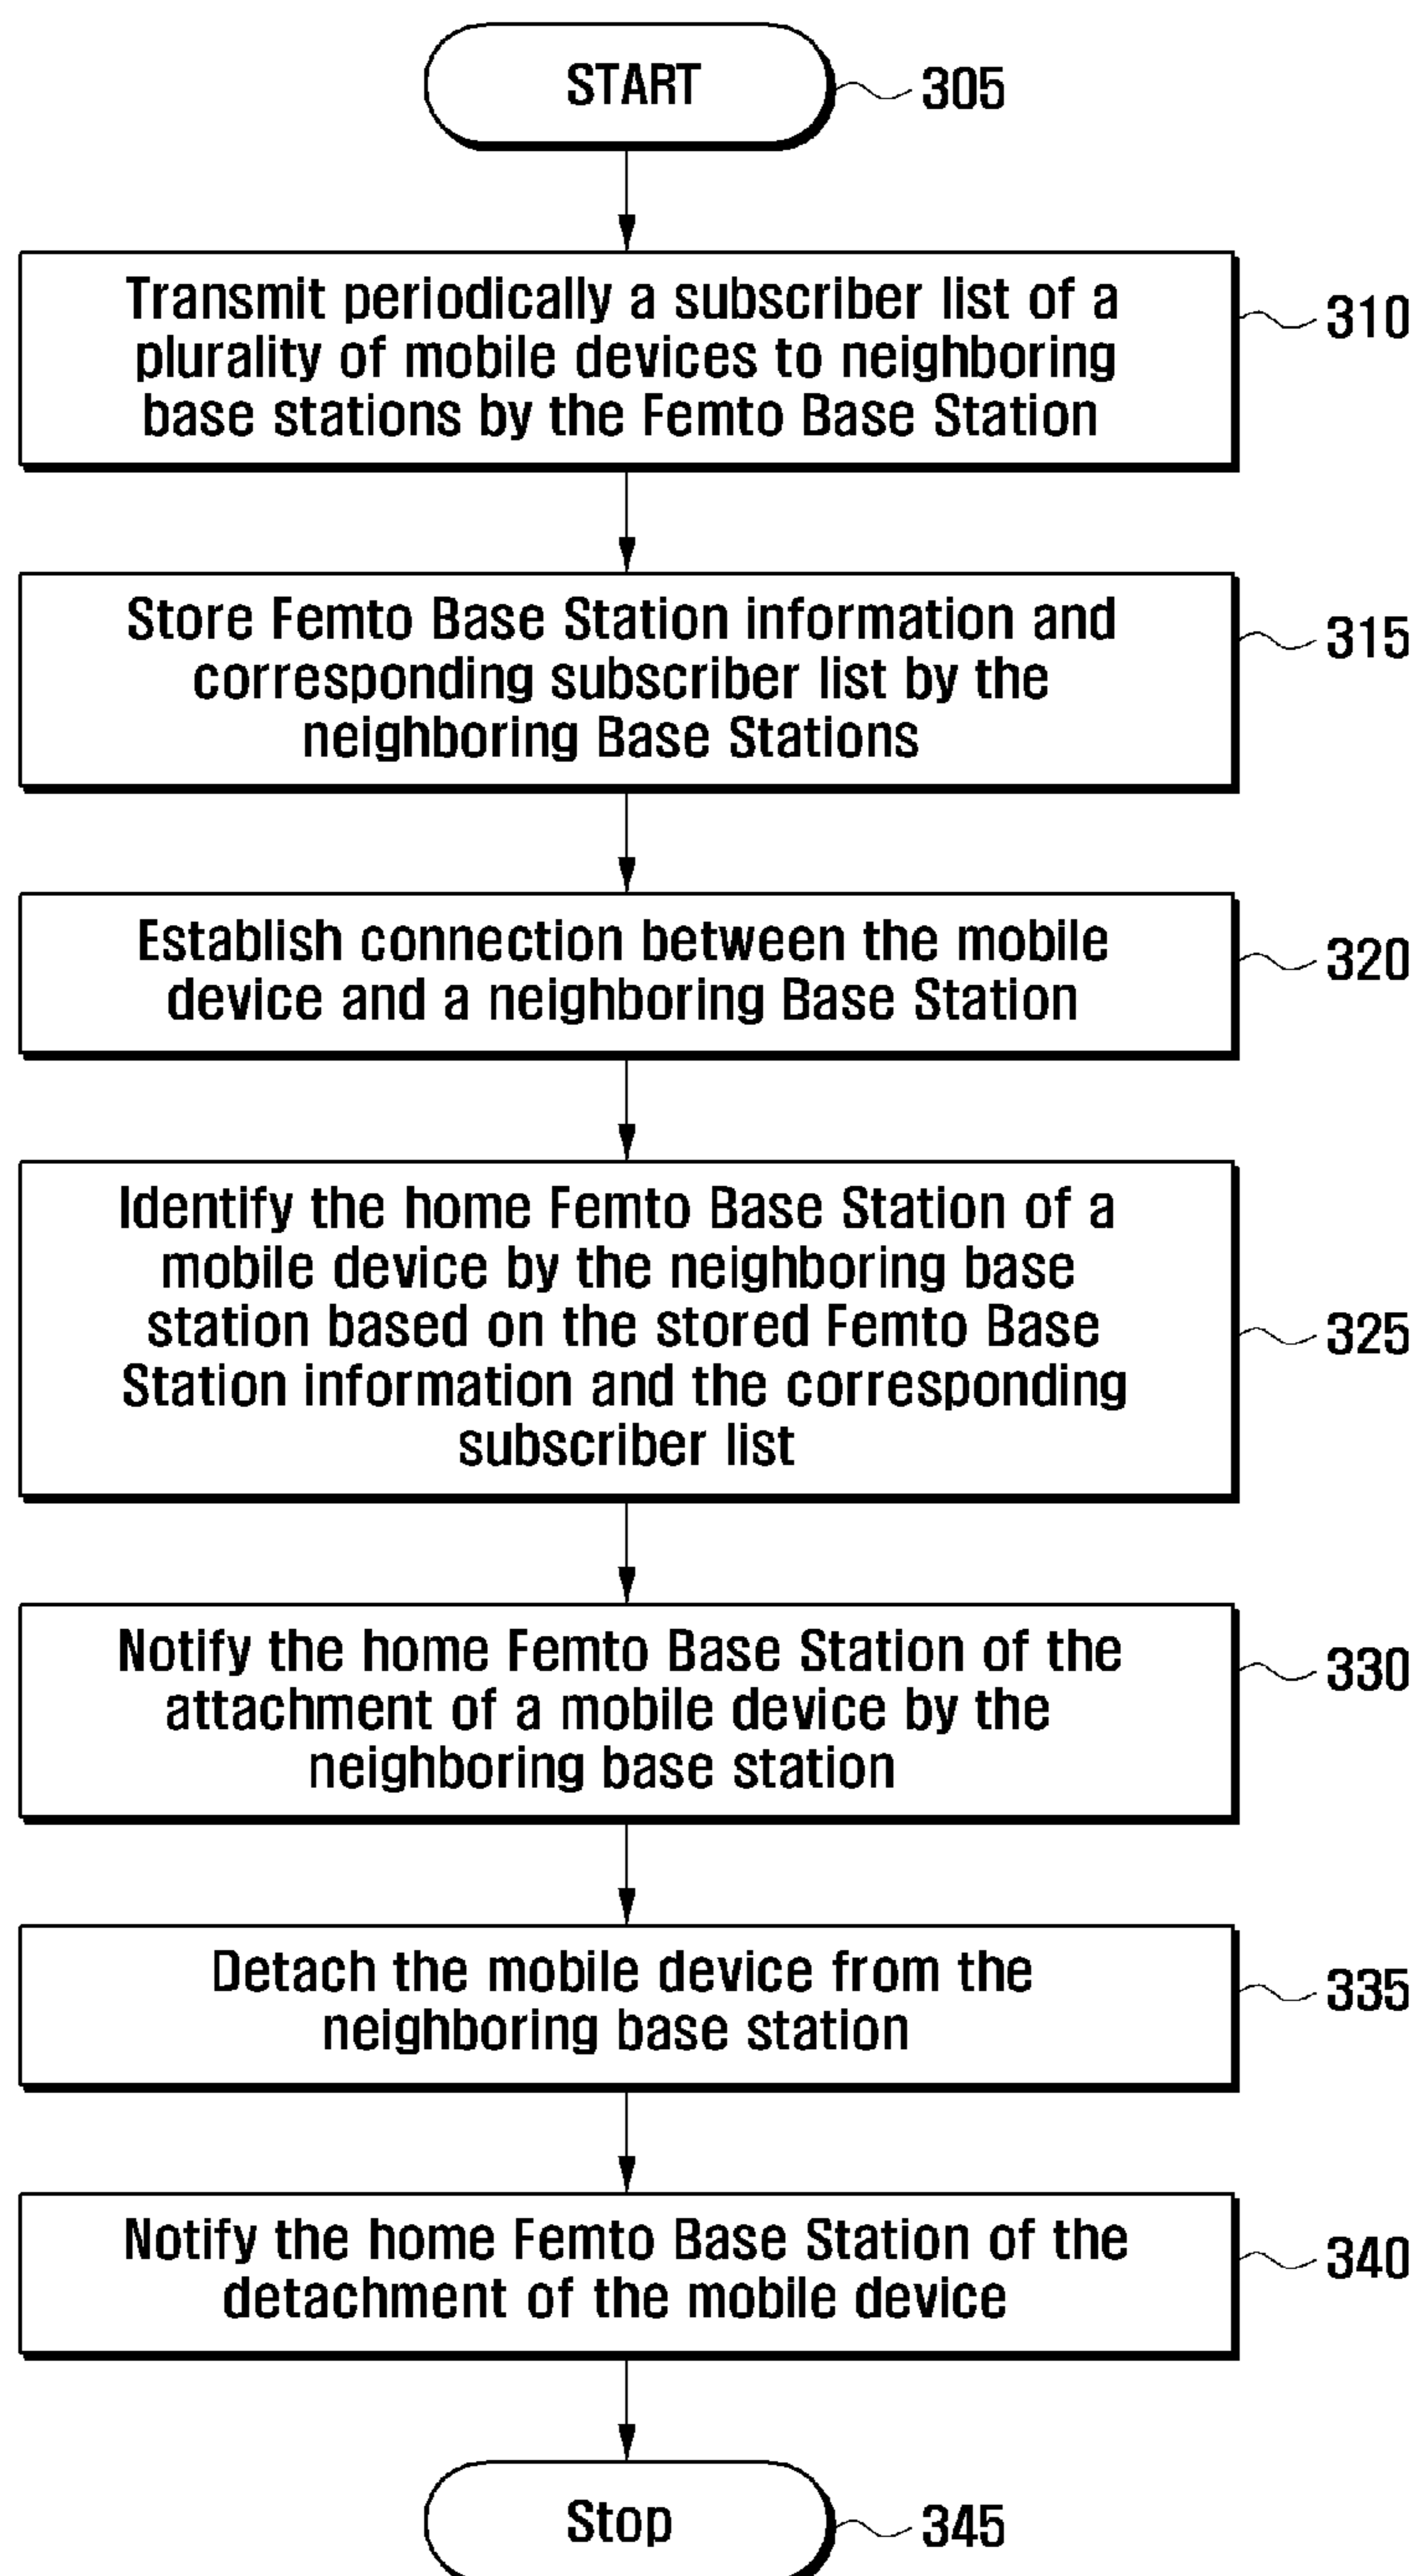 START
305
Transmit periodically a subscriber list of a
plurality of mobile devices to neighboring
base stations by the Femto Base Station
310
Store Femto Base Station information and
corresponding subscriber list by the
neighboring Base Stations
315
Establish connection between the mobile
device and a neighboring Base Station
320
Identify the home Femto Base Station of a
mobile device by the neighboring base
station based on the stored Femto Base
Station information and the corresponding
subscriber list
325
Notify the home Femto Base Station of the
attachment of a mobile device by the
neighboring base station
330
Detach the mobile device from the
neighboring base station
335
Notify the home Femto Base Station of the
detachment of the mobile device
340
Stop
345